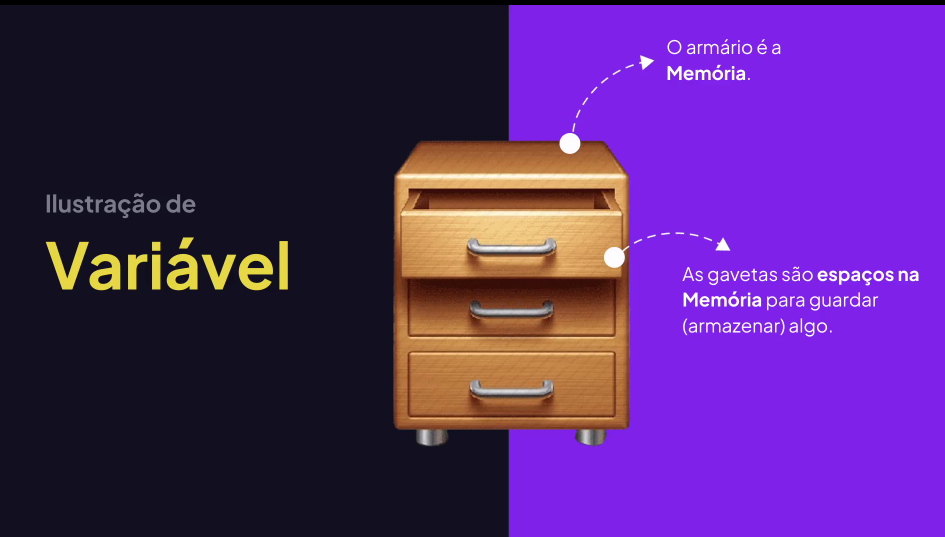 Ilustração de
Variável
O armário é a
Memória.
As gavetas são espaços na
Memória para guardar
(armazenar) algo.